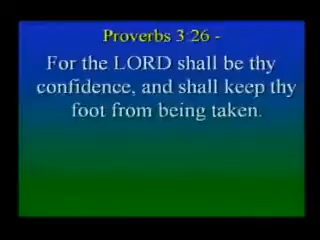 Proverbs 3 26 -
For the LORD shall be thy
confidence, and shall keep thy
foot from being taken.